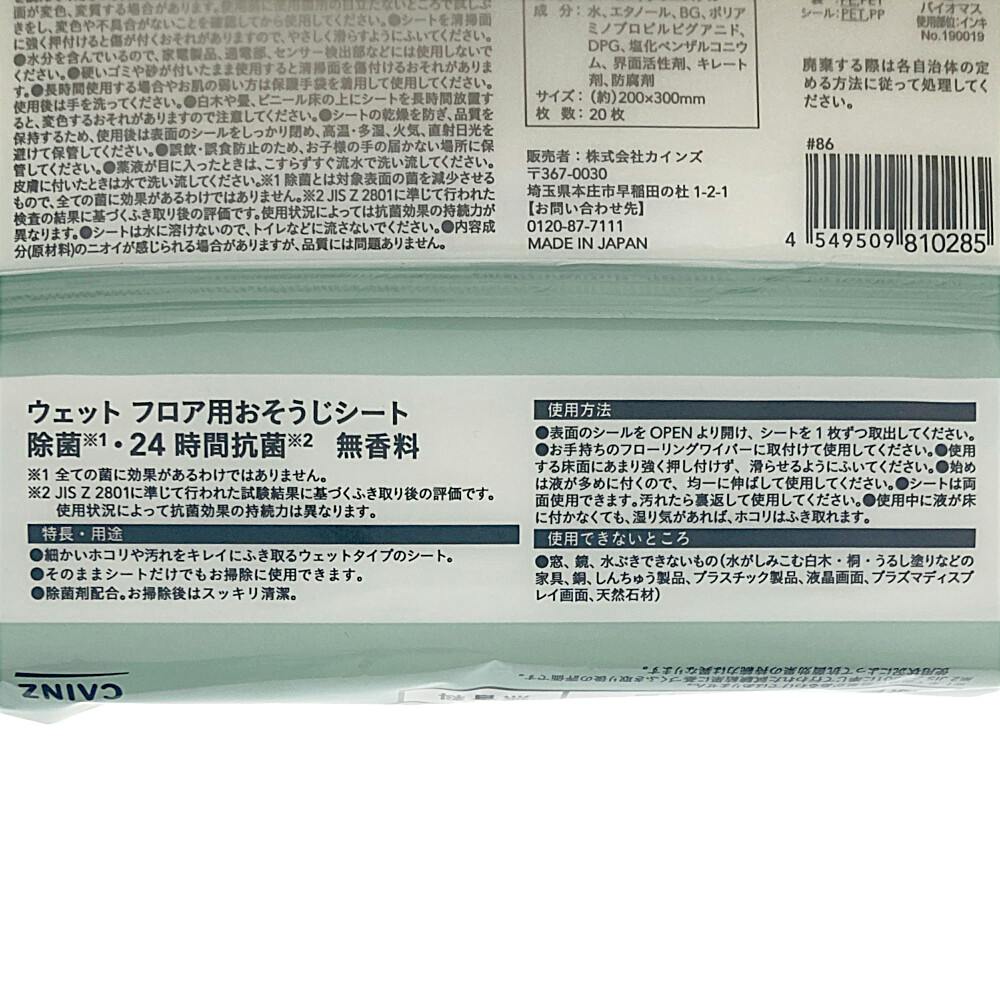 面が変色、変質する場合があります。使用前に清掃面の目立たないところで試しぶ
きをし、変色や不具合がないことを確認してから使用してください。●シートを清掃面
に強く押付けると傷が付くおそれがありますので、やさしく滑らすようにふいてください。
●水分を含んでいるので、家電製品、通電部、センサー検出部などには使用しないで
ください。●硬いゴミや砂が付いたまま使用すると清掃面を傷付けるおそれがありま
す。●長時間使用する場合やお肌の弱い方は保護手袋を着用して使用してください。
使用後は手を洗ってください。●白木や畳、ビニール床の上にシートを長時間放置す
ると、変色するおそれがありますので注意してください。●シートの乾燥を防ぎ、品質を
保持するため、使用後は表面のシールをしっかり閉め、高温・多湿、火気、直射日光を
避けて保管してください。●誤飲・誤食防止のため、お子様の手の届かない場所に保
管してください。●薬液が目に入ったときは、こすらずすぐ流水で洗い流してください。
皮膚に付いたときは水で洗い流してください。※1 除菌とは対象表面の菌を減少させる
もので、全ての菌に効果があるわけではありません。※2 JIS Z 2801に準じて行われた
検査の結果に基づくふき取り後の評価です。使用状況によっては抗菌効果の持続力が
異なります。●シートは水に溶けないので、トイレなどに流さないでください。●内容成
分(原材料)のニオイが感じられる場合がありますが、品質には問題ありません。
成 分：水、エタノール、BG、ポリア
ミノプロピルビグアニド、
DPG、塩化ベンザルコニウ
ム、界面活性剤、キレート
剤、防腐剤
サイズ：(約)200×300mm
枚 数：20枚
販売者：株式会社カインズ
〒367-0030
埼玉県本庄市早稲田の杜 1-2-1
【お問い合わせ先】
0120-87-7111
MADE IN JAPAN
シール：PET,PP
バイオマス
使用部位：インキ
No.190019
廃棄する際は各自治体の定
める方法に従って処理してく
ださい。
#86
4 549509 810285
ウェット フロア用おそうじシート
除菌※1・24 時間抗菌※2 無香料
※1 全ての菌に効果があるわけではありません。
※2 JIS Z 2801に準じて行われた試験結果に基づくふき取り後の評価です。
使用状況によって抗菌効果の持続力は異なります。
特長・用途
●細かいホコリや汚れをキレイにふき取るウェットタイプのシート。
●そのままシートだけでもお掃除に使用できます。
●除菌剤配合。お掃除後はスッキリ清潔。
使用方法
●表面のシールを OPEN より開け、シートを1枚ずつ取出してください。
●お手持ちのフローリングワイパーに取付けて使用してください。●使用
する床面にあまり強く押し付けず、滑らせるようにふいてください。●始め
は液が多めに付くので、均一に伸ばして使用してください。●シートは両
面使用できます。汚れたら裏返して使用してください。●使用中に液が床
に付かなくても、湿り気があれば、ホコリはふき取れます。
使用できないところ
●窓、鏡、水ぶきできないもの（水がしみこむ白木・桐・うるし塗りなどの
家具、銅、しんちゅう製品、プラスチック製品、液晶画面、プラズマディスプ
レイ画面、天然石材）
CAINZ
使用状況によって抗菌効果の持続力は異なります。